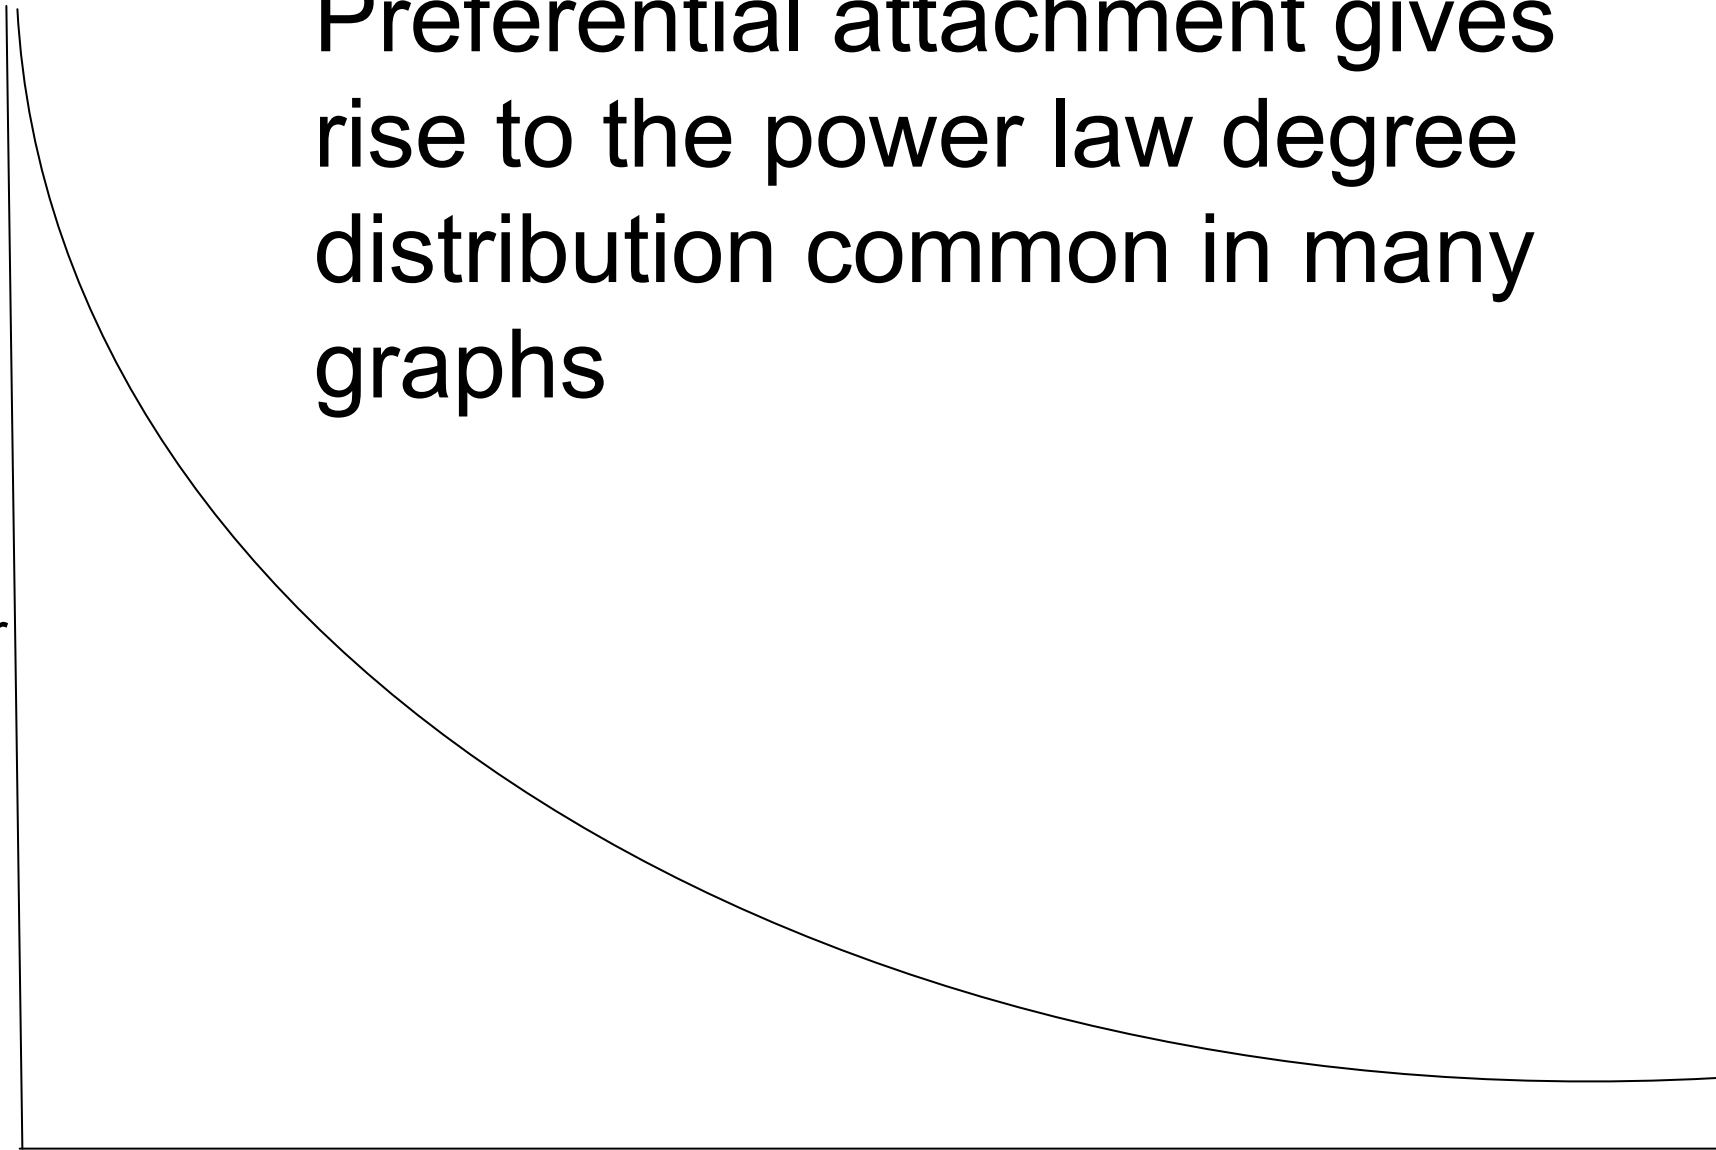 Preferential attachment gives
rise to the power law degree
distribution common in many
graphs